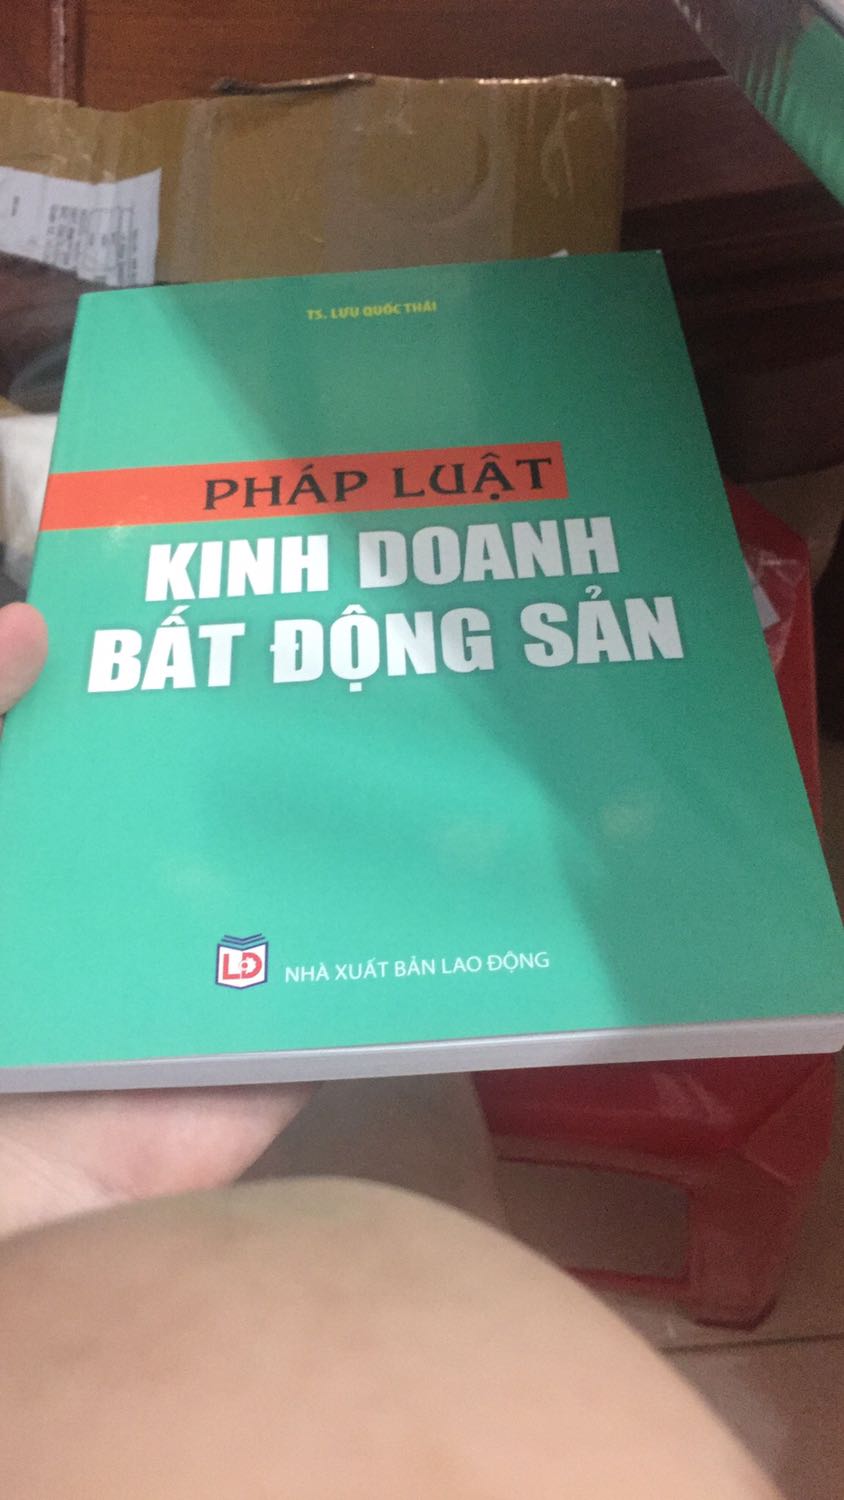 TS. LƯU QUỐC THÁI
PHÁP LUẬT
KINH DOANH
BẤT ĐỘNG SẢN
LĐ
NHÀ XUẤT BẢN LAO ĐỘNG